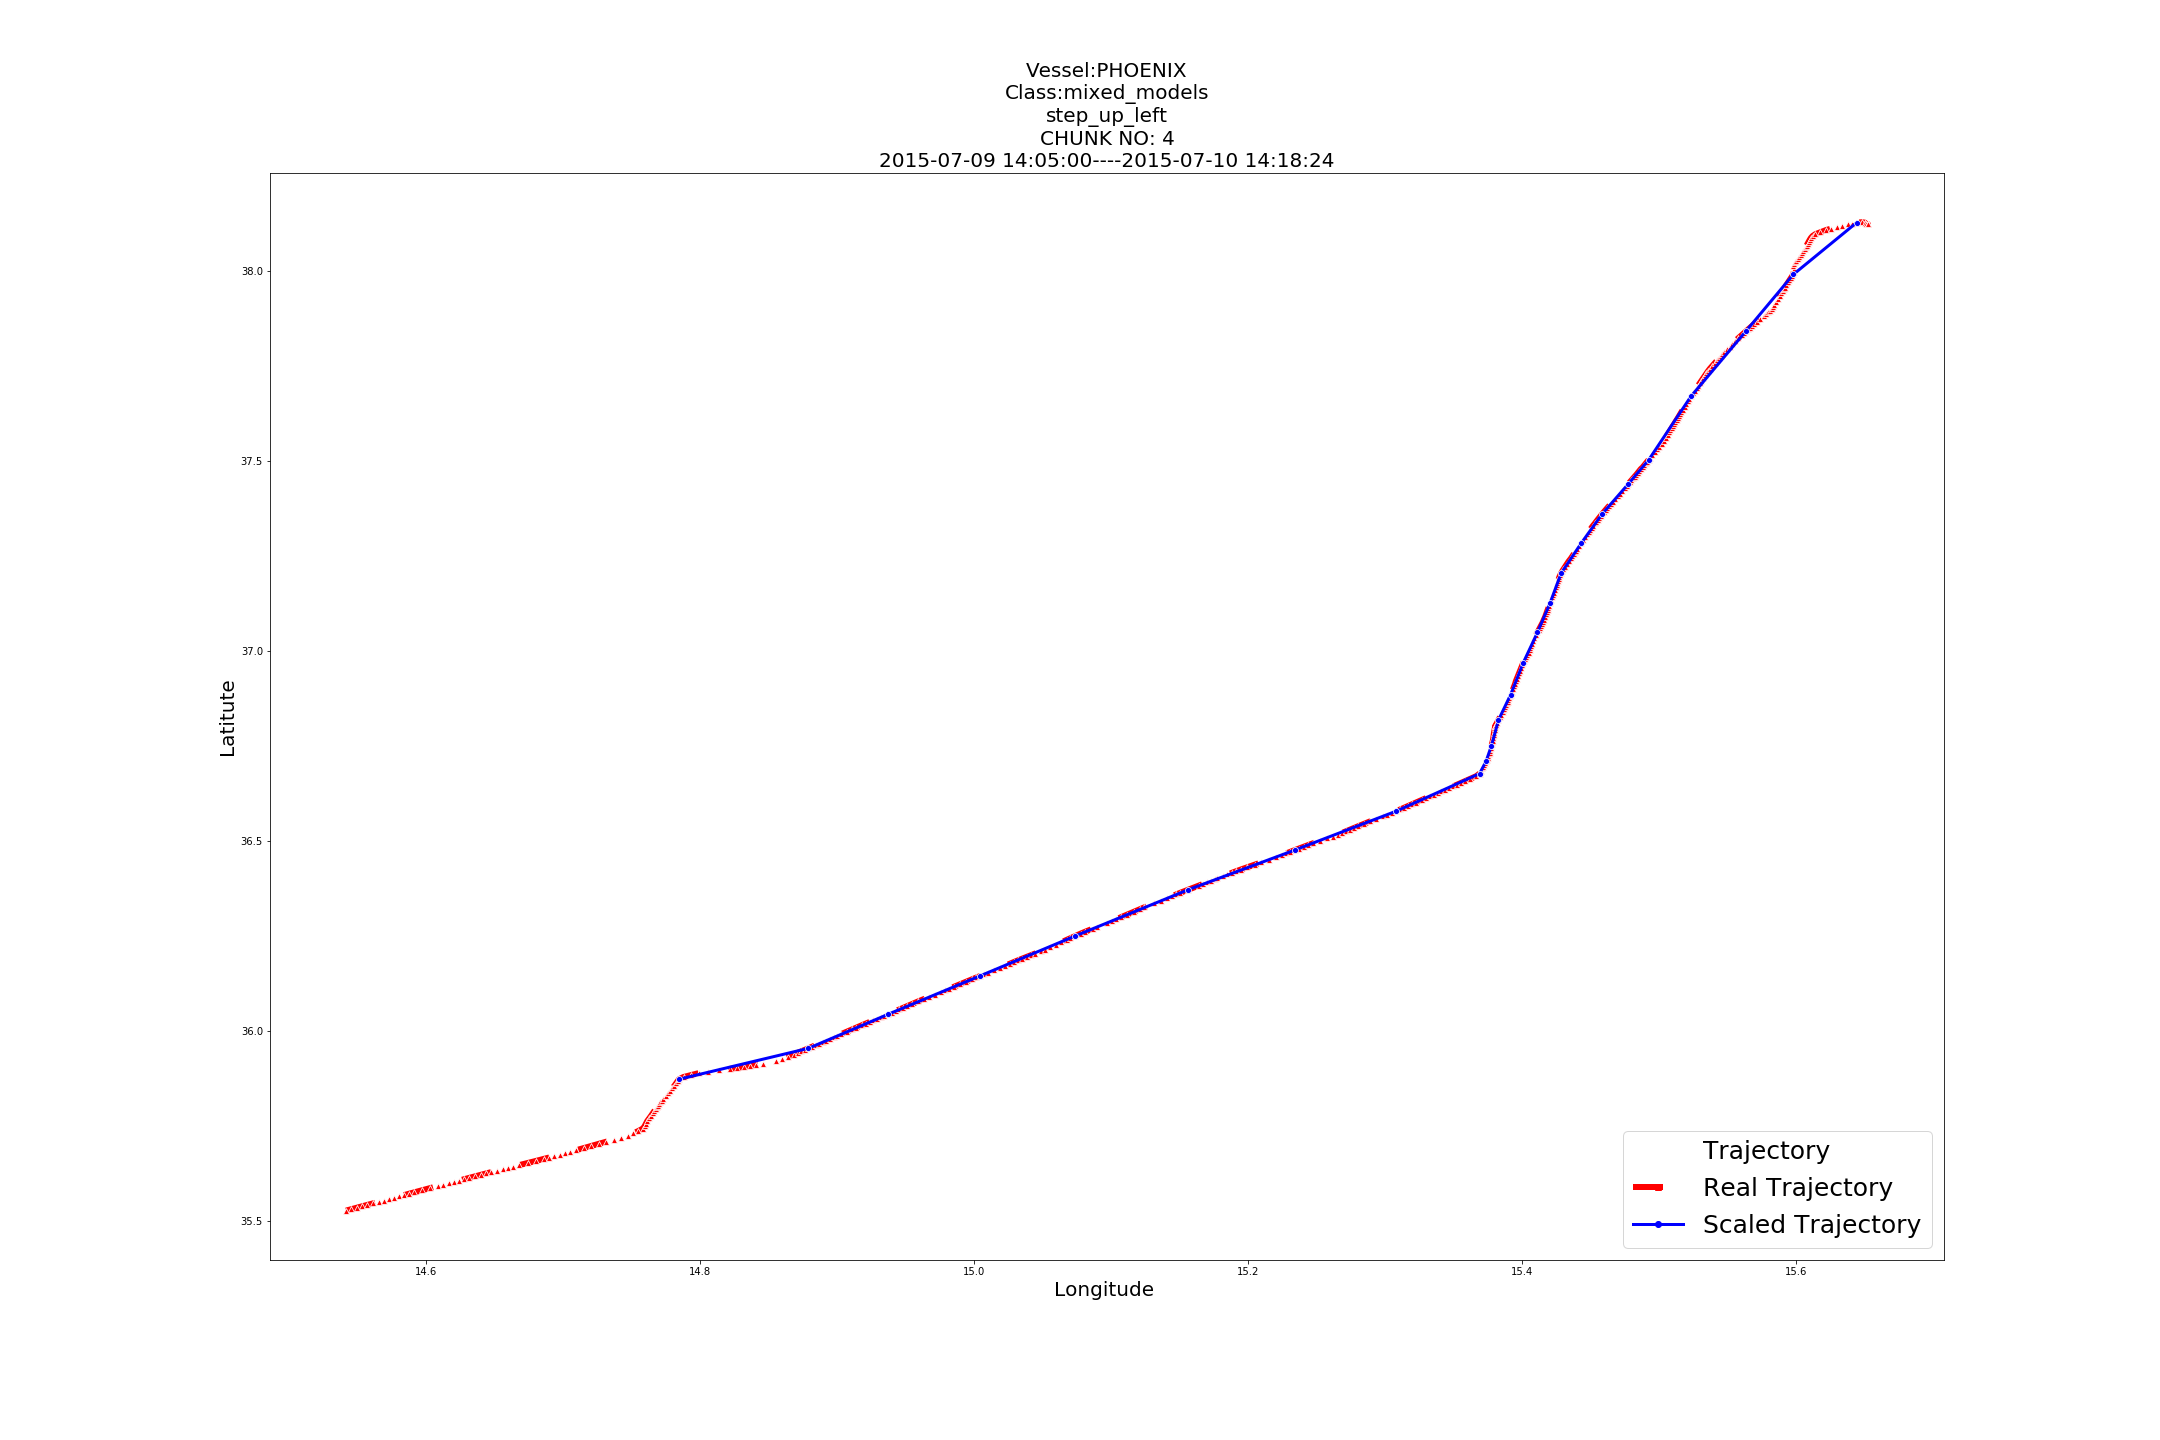 Vessel:PHOENIX
Class:mixed_models
step_up_left
CHUNK NO: 4
2015-07-09 14:05:00----2015-07-10 14:18:24
38.0
37.5
37.0
36.5
36.0
35.5
Latitute
14.6 14.8 15.0 15.2 15.4 15.6
Longitude
Trajectory
Real Trajectory
Scaled Trajectory